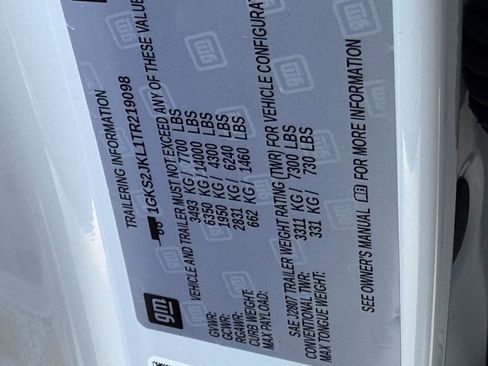 gm
TRAILERING INFORMATION
1GKS2JKL1TR219098
VEHICLE AND TRAILER MUST NOT EXCEED ANY OF THESE VALUE
GVWR: 3493 KG / 7700 LBS
GCWR: 6350 KG / 14000 LBS
RGAWR: 1950 KG / 4300 LBS
CURB WEIGHT: 2831 KG / 6240 LBS
MAX PAYLOAD: 662 KG / 1460 LBS
SAE J2807 TRAILER WEIGHT RATING (TWR) FOR VEHICLE CONFIGURAT
CONVENTIONAL TWR: 3311 KG / 7300 LBS
MAX TONGUE WEIGHT: 331 KG / 730 LBS
SEE OWNER'S MANUAL FOR MORE INFORMATION